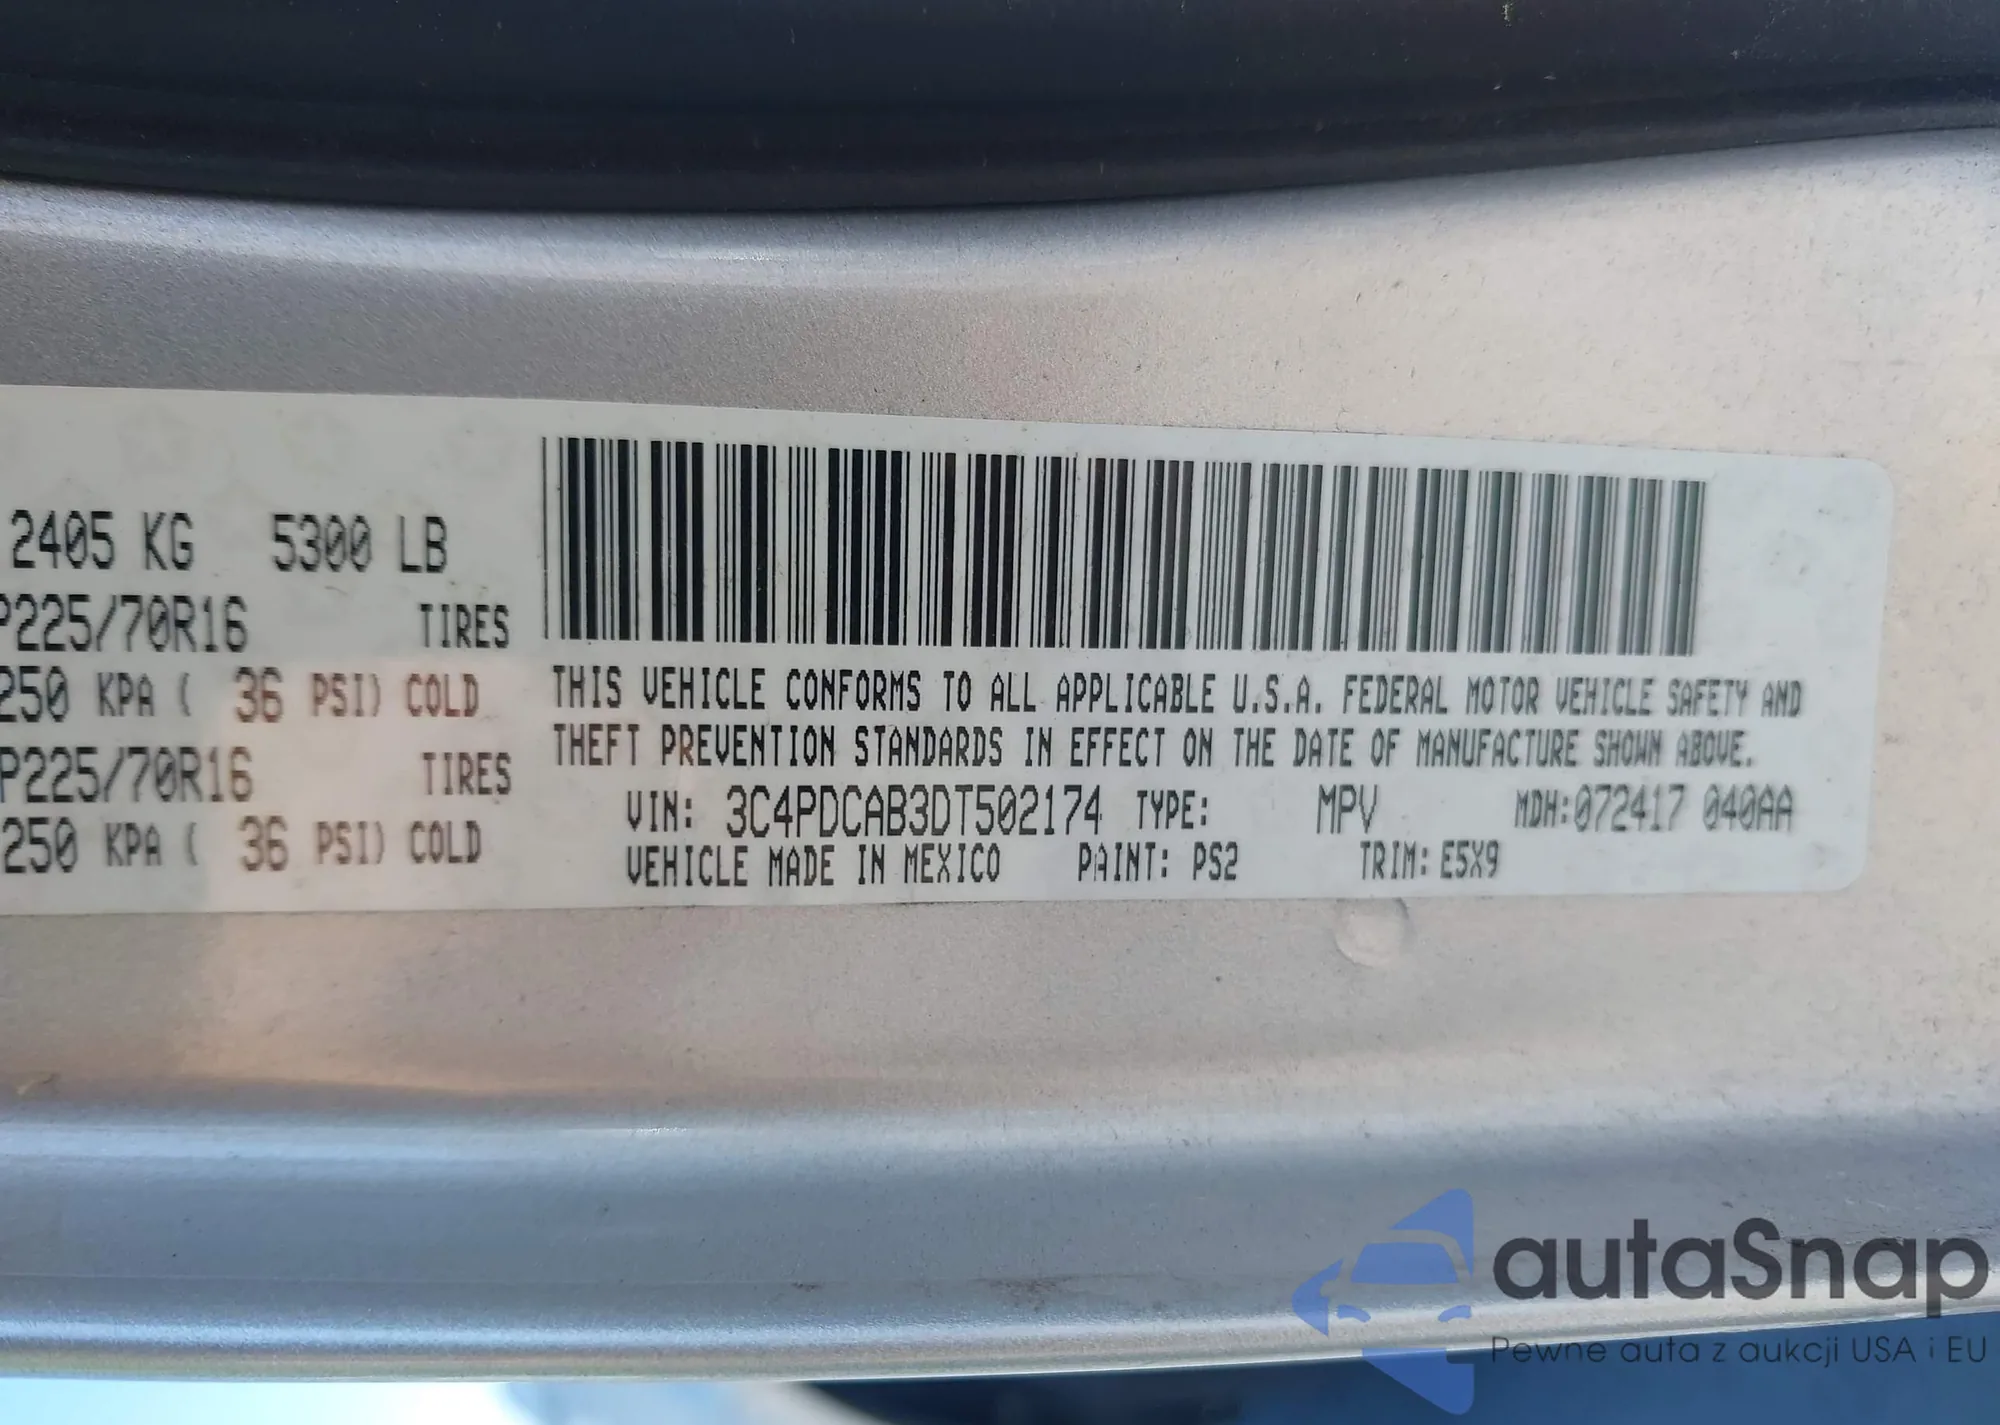 2405 KG 5300 LB
P225/70R16 TIRES
250 KPA ( 36 PSI) COLD
P225/70R16 TIRES
250 KPA ( 36 PSI) COLD
THIS VEHICLE CONFORMS TO ALL APPLICABLE U.S.A. FEDERAL MOTOR VEHICLE SAFETY AND
THEFT PREVENTION STANDARDS IN EFFECT ON THE DATE OF MANUFACTURE SHOWN ABOVE.
VIN: 3C4PDCAB3DT502174 TYPE: MPV MDH:072417 040AA
VEHICLE MADE IN MEXICO PAINT: PS2 TRIM: E5X9
autaSnap
Pewne auta z aukcji USA i EU